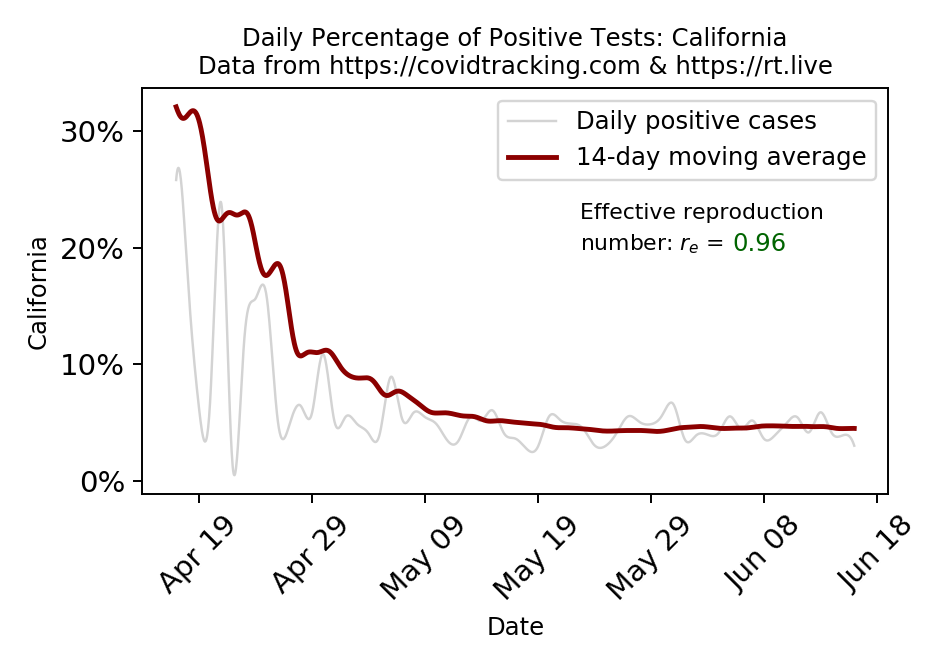 Daily Percentage of Positive Tests: California
Data from https://covidtracking.com & https://rt.live
Daily positive cases
14-day moving average
Effective reproduction
number: rₑ = 0.96
California
30%
20%
10%
0%
Apr 19
Apr 29
May 09
May 19
May 29
Jun 08
Jun 18
Date